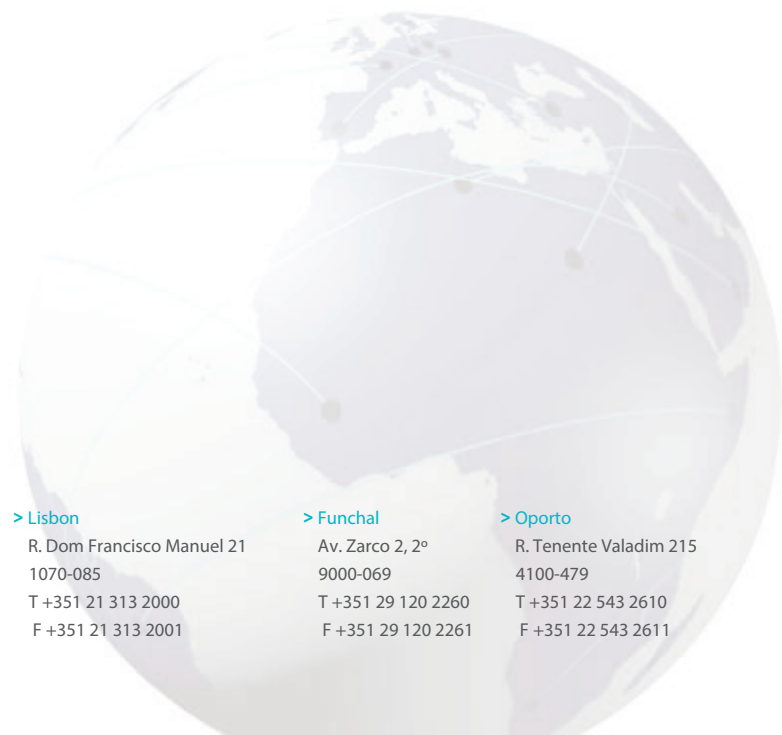 > Lisbon
R. Dom Francisco Manuel 21
1070-085
T +351 21 313 2000
F +351 21 313 2001
> Funchal
Av. Zarco 2, 2º
9000-069
T +351 29 120 2260
F +351 29 120 2261
> Oporto
R. Tenente Valadim 215
4100-479
T +351 22 543 2610
F +351 22 543 2611